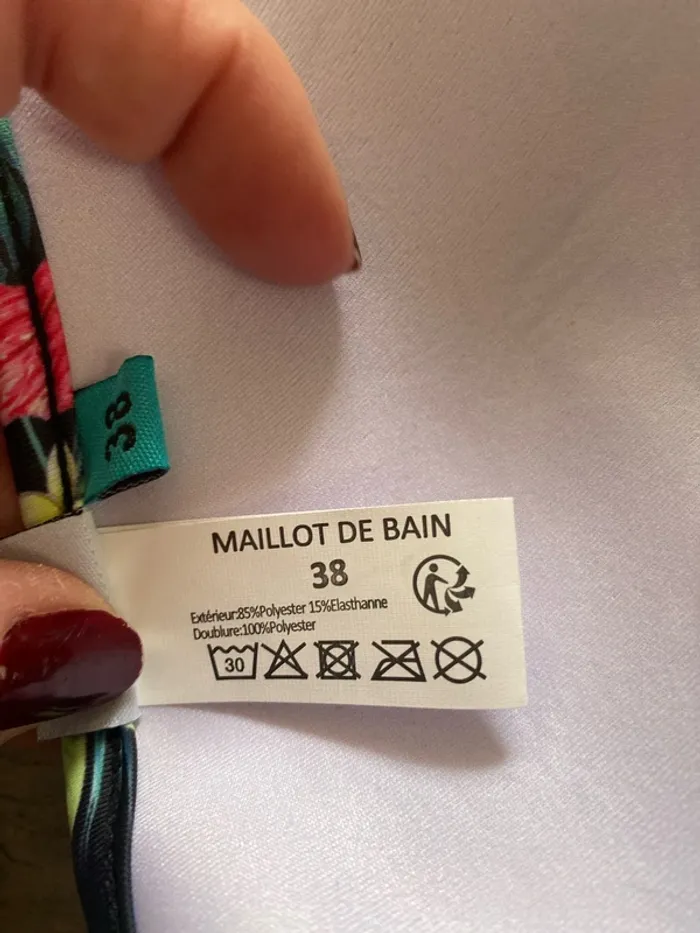 38
MAILLOT DE BAIN
38
Extérieur:85%Polyester 15%Elasthanne
Doublure:100%Polyester
30